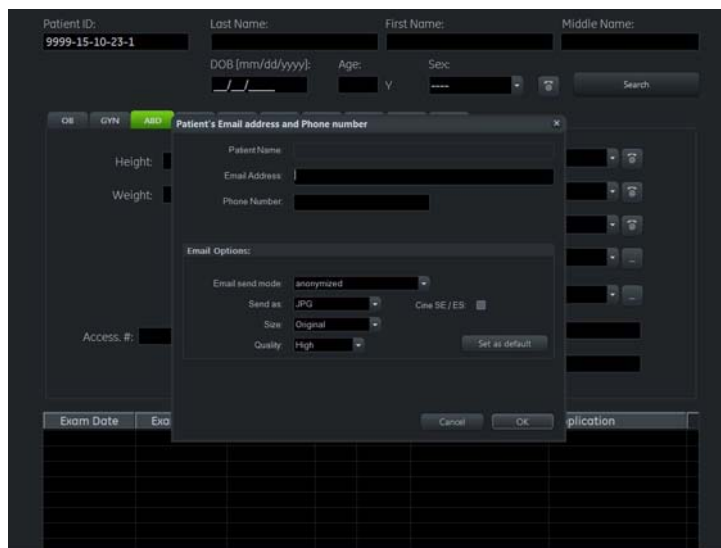 Patient ID: Last Name: First Name: Middle Name:
9999-15-10-23-1
DOB [mm/dd/yyyy]: Age: Sex:
__/__/____ Y ---- Search
OB GYN ABD
Patient's Email address and Phone number
Height:
Weight:
Patient Name:
Email Address:
Phone Number:
Email Options:
Email send mode: anonymized
Send as: JPG Cine SE / ES:
Size: Original
Quality: High Set as default
Access. #:
Cancel OK
Exam Date Exa plication